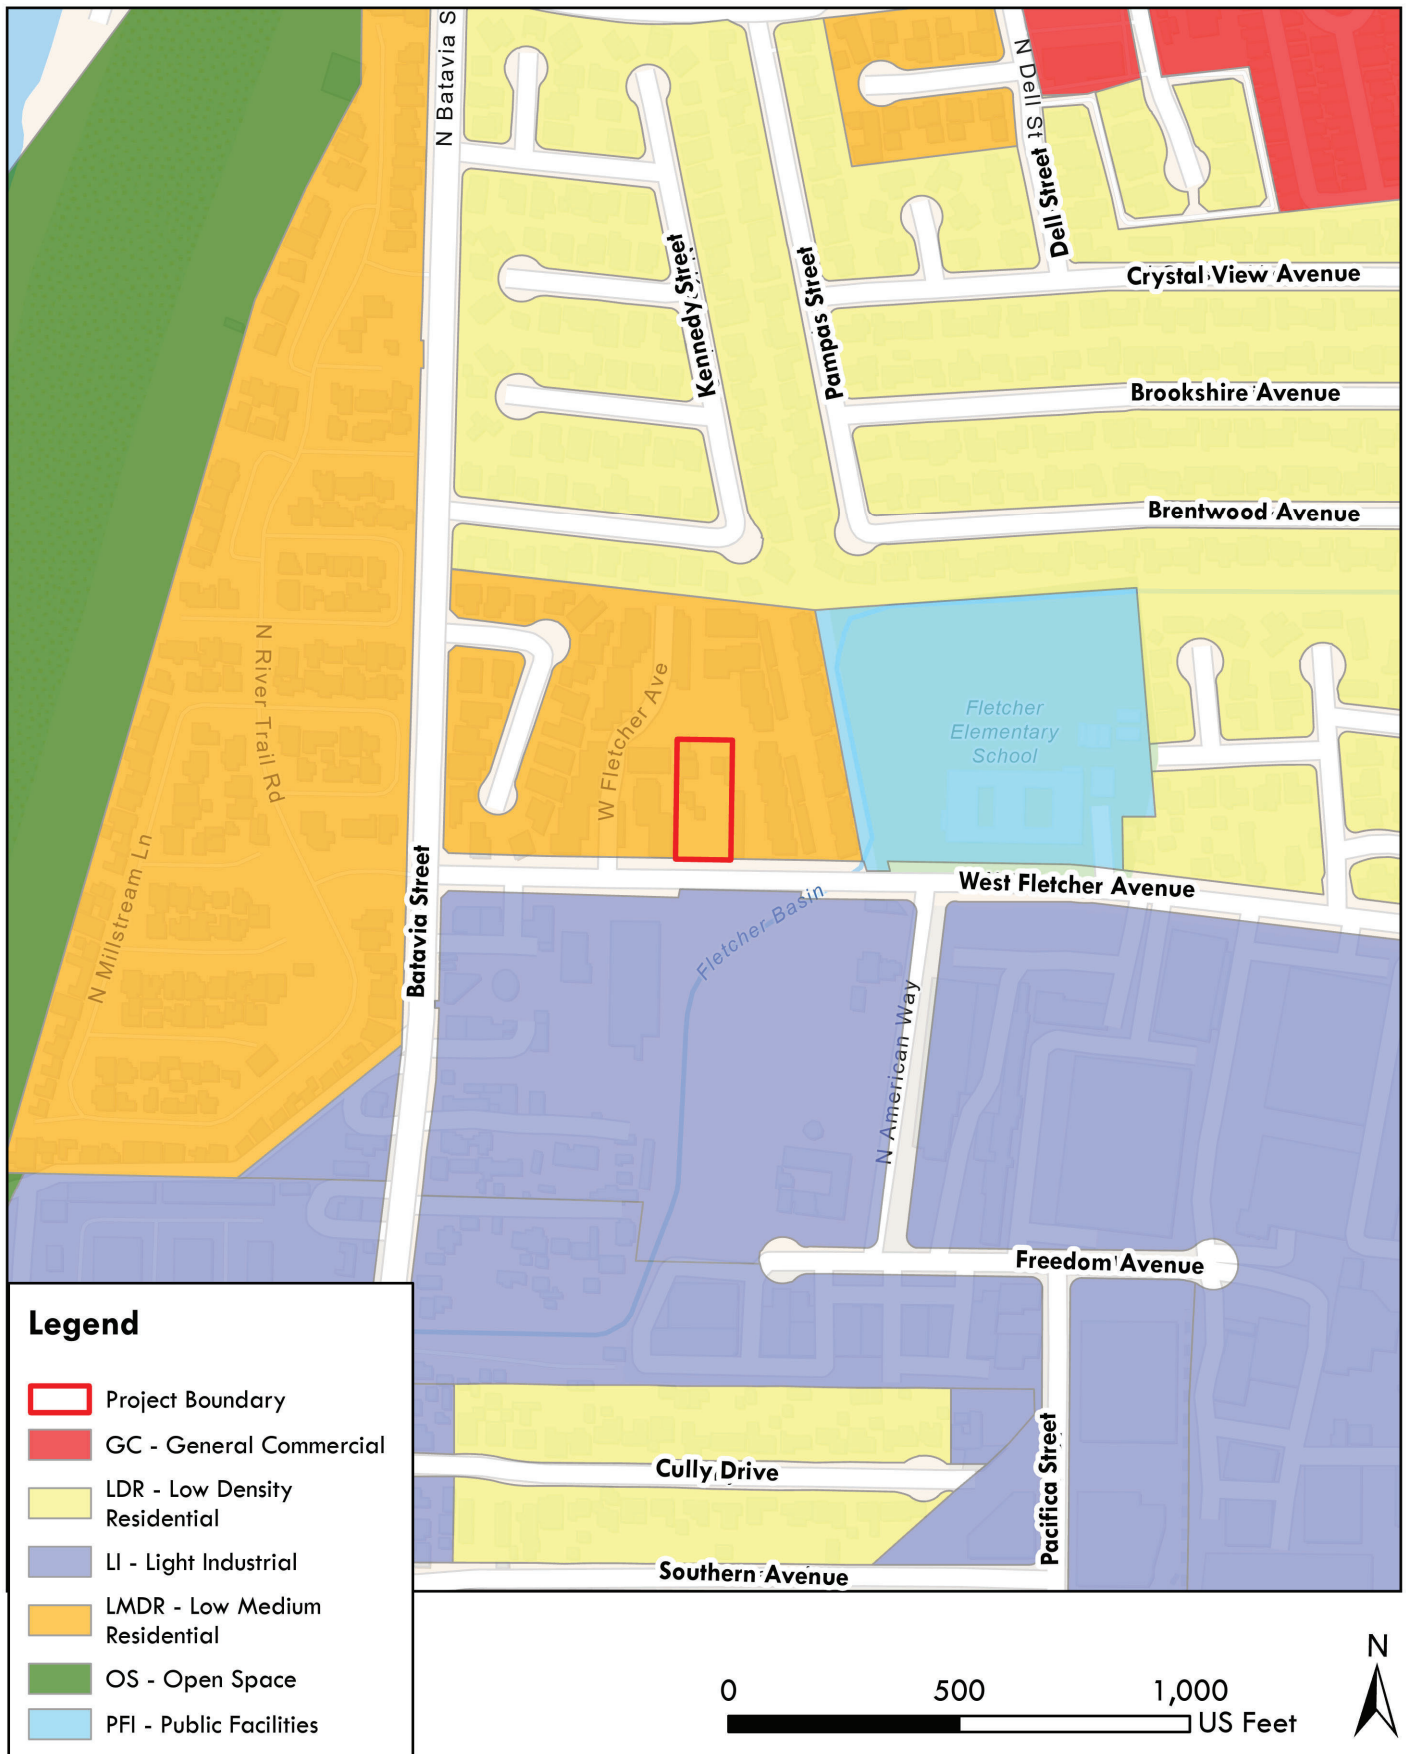 N Batavia S
N Dell St
Dell Street
Kennedy Street
Pampas Street
Crystal View Avenue
Brookshire Avenue
Brentwood Avenue
N River Trail Rd
W Fletcher Ave
Fletcher
Elementary
School
N Millstream Ln
Batavia Street
West Fletcher Avenue
Fletcher Basin
N American Way
Freedom Avenue
Cully Drive
Pacifica Street
Southern Avenue
Legend
Project Boundary
GC - General Commercial
LDR - Low Density
Residential
LI - Light Industrial
LMDR - Low Medium
Residential
OS - Open Space
PFI - Public Facilities
N
0 500 1,000
US Feet